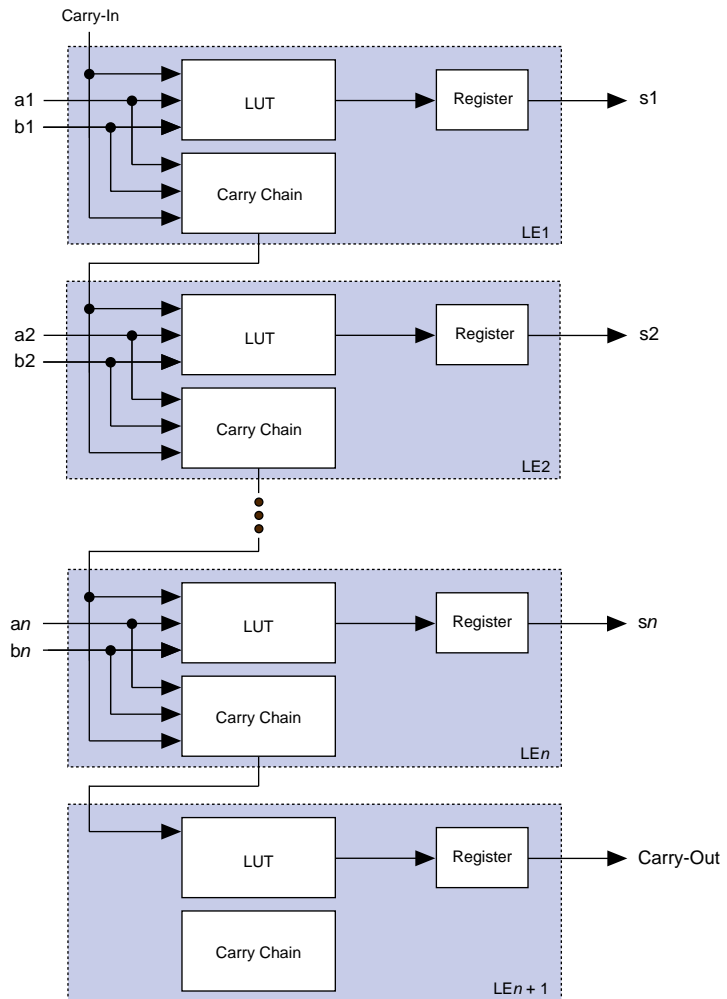 Carry-In
a1
b1
LUT
Register
s1
Carry Chain
LE1
a2
b2
LUT
Register
s2
Carry Chain
LE2
an
bn
LUT
Register
sn
Carry Chain
LEn
LUT
Register
Carry-Out
Carry Chain
LEn + 1